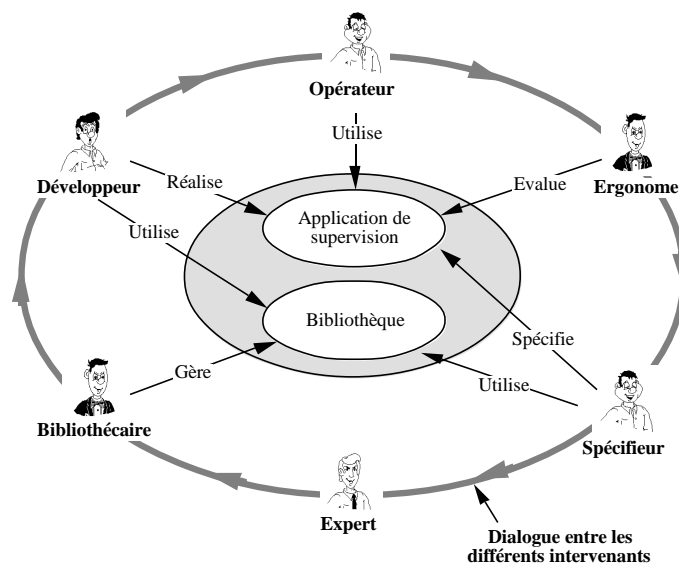 Opérateur
Utilise
Développeur
Réalise
Evalue
Ergonome
Utilise
Application de
supervision
Bibliothèque
Spécifie
Gère
Utilise
Bibliothécaire
Spécifieur
Expert
Dialogue entre les
différents intervenants